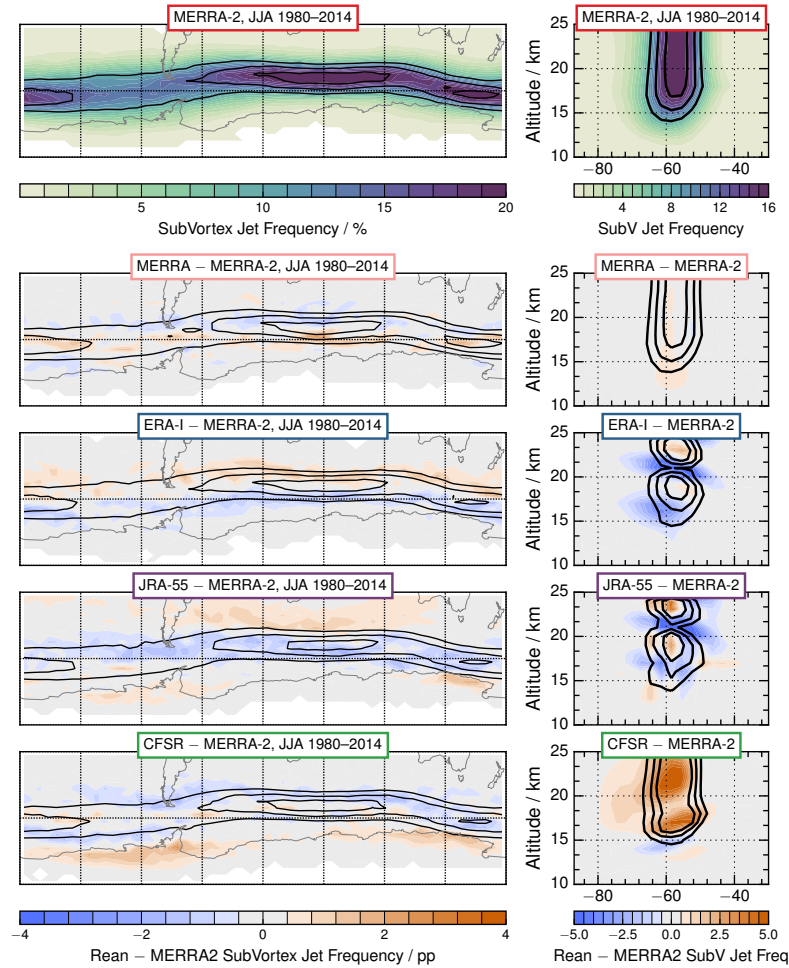 MERRA-2, JJA 1980–2014
MERRA-2, JJA 1980–2014
25
20
15
10
Altitude / km
−80
−60
−40
5
10
15
20
SubVortex Jet Frequency / %
4
8
12
16
SubV Jet Frequency
MERRA − MERRA-2, JJA 1980–2014
MERRA − MERRA-2
25
20
15
10
Altitude / km
ERA-I − MERRA-2, JJA 1980–2014
ERA-I − MERRA-2
25
20
15
10
Altitude / km
JRA-55 − MERRA-2, JJA 1980–2014
JRA-55 − MERRA-2
25
20
15
10
Altitude / km
CFSR − MERRA-2, JJA 1980–2014
CFSR − MERRA-2
25
20
15
10
Altitude / km
−80
−60
−40
−4
−2
0
2
4
Rean − MERRA2 SubVortex Jet Frequency / pp
−5.0
−2.5
0.0
2.5
5.0
Rean − MERRA2 SubV Jet Freq